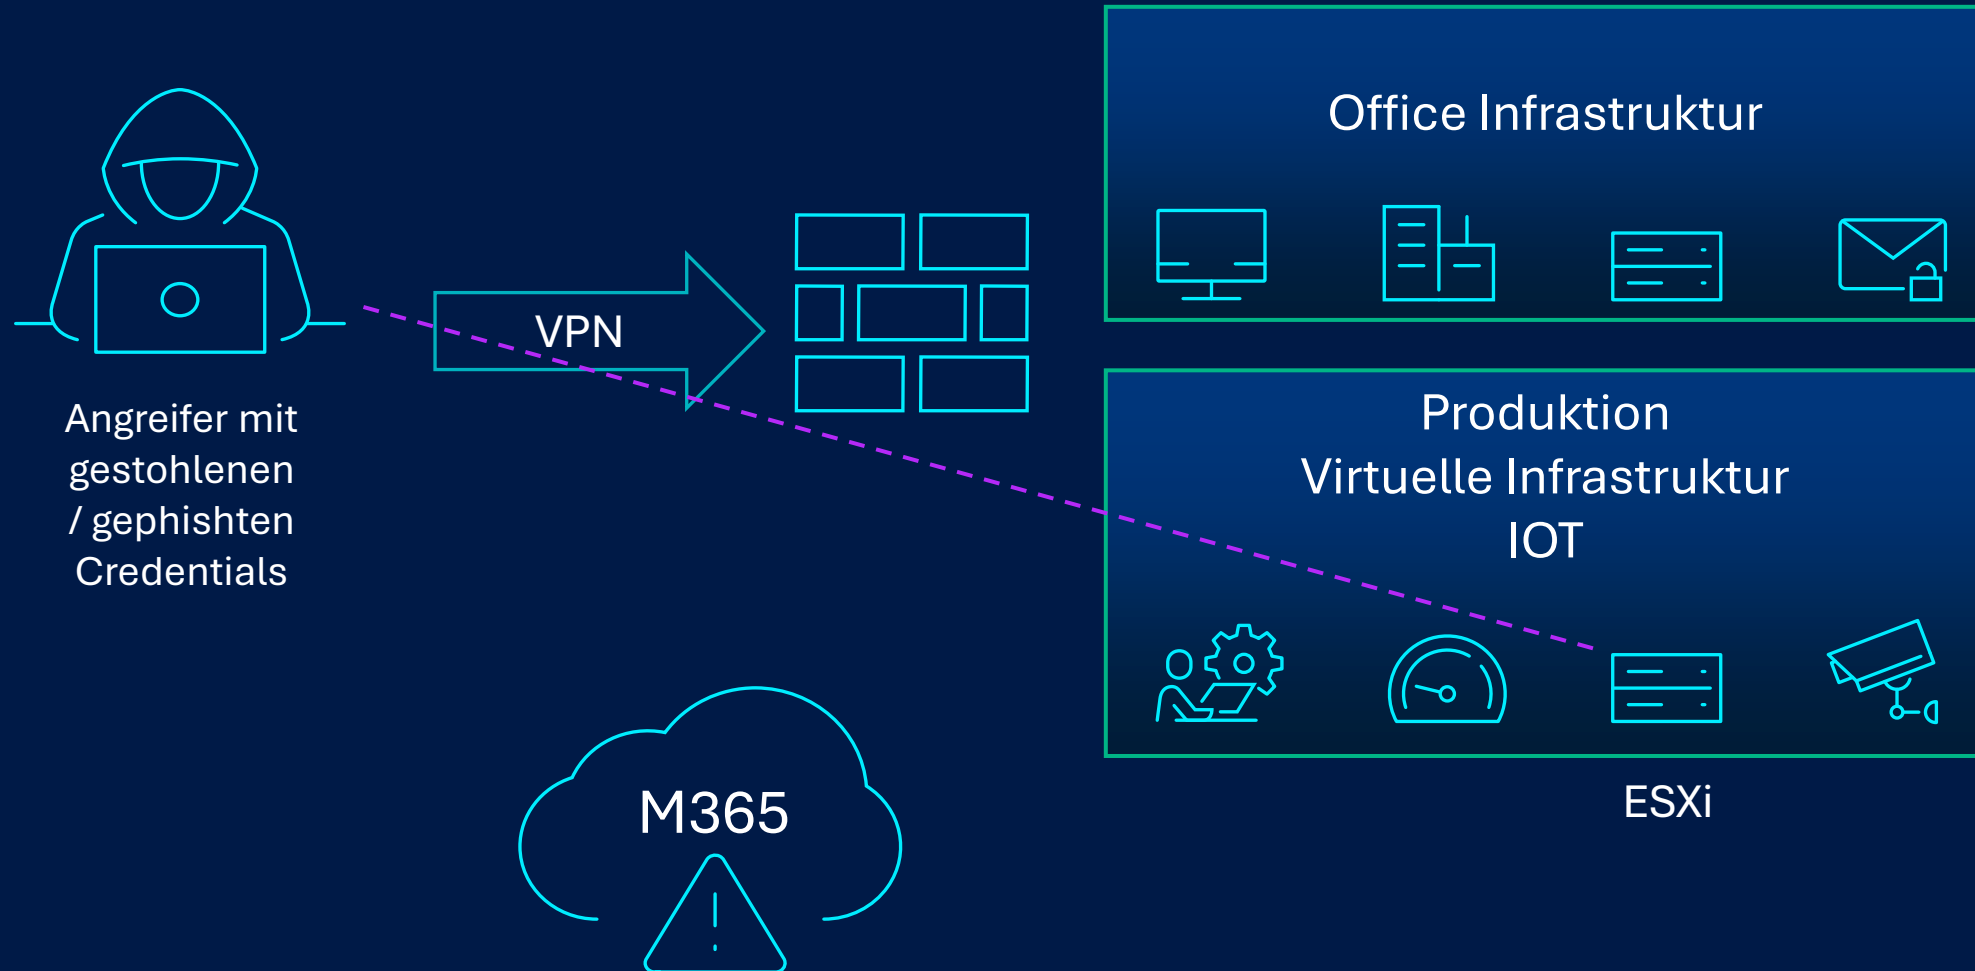 Office Infrastruktur
VPN
Angreifer mit
gestohlenen
/ gephishten
Credentials
Produktion
Virtuelle Infrastruktur
IOT
M365
ESXi